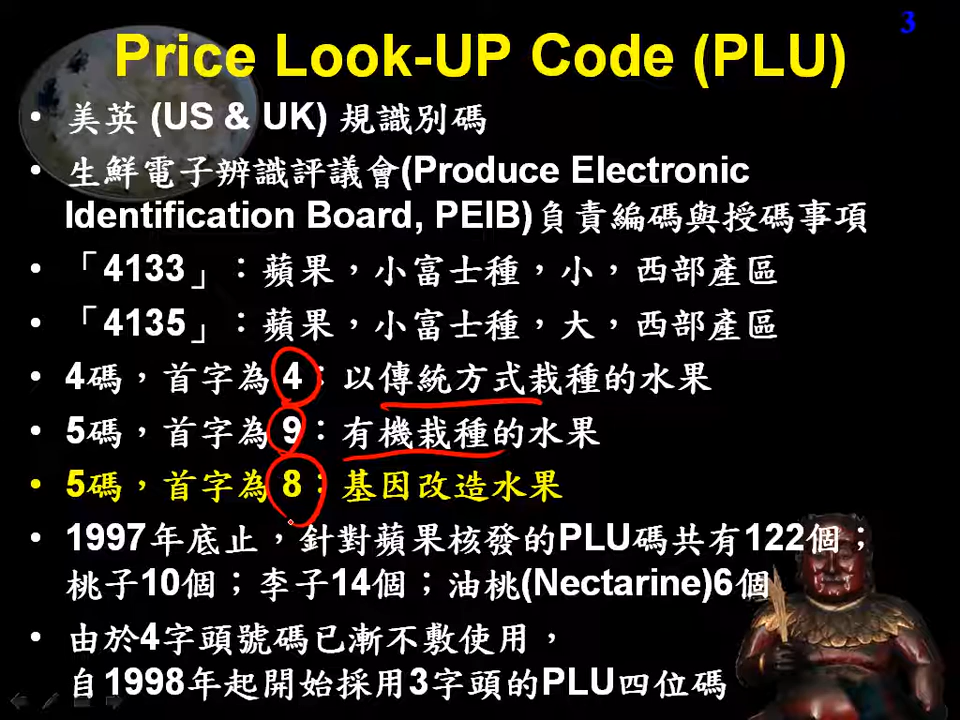 3
Price Look-UP Code (PLU)
• 美英 (US & UK) 規識別碼
• 生鮮電子辨識評議會(Produce Electronic
Identification Board, PEIB)負責編碼與授碼事項
• 「4133」：蘋果，小富士種，小，西部產區
• 「4135」：蘋果，小富士種，大，西部產區
• 4碼，首字為 4：以傳統方式栽種的水果
• 5碼，首字為 9：有機栽種的水果
• 5碼，首字為 8：基因改造水果
• 1997年底止，針對蘋果核發的PLU碼共有122個；
桃子10個；李子14個；油桃(Nectarine)6個
• 由於4字頭號碼已漸不敷使用，
自1998年起開始採用3字頭的PLU四位碼